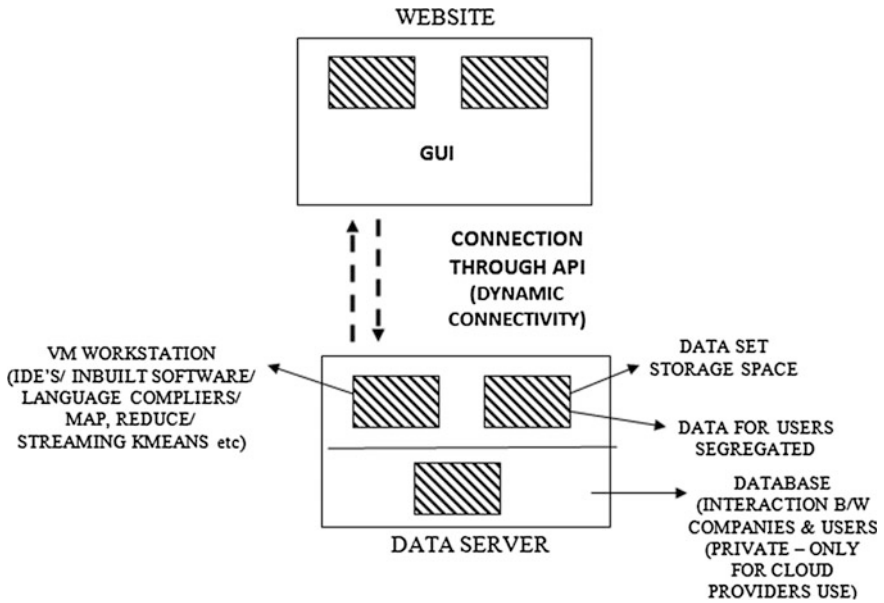 WEBSITE
GUI
CONNECTION
THROUGH API
(DYNAMIC
CONNECTIVITY)
VM WORKSTATION
(IDE'S/ INBUILT SOFTWARE/
LANGUAGE COMPLIERS/
MAP, REDUCE/
STREAMING KMEANS etc)
DATA SET
STORAGE SPACE
DATA FOR USERS
SEGREGATED
DATABASE
(INTERACTION B/W
COMPANIES & USERS
(PRIVATE – ONLY
FOR CLOUD
PROVIDERS USE)
DATA SERVER